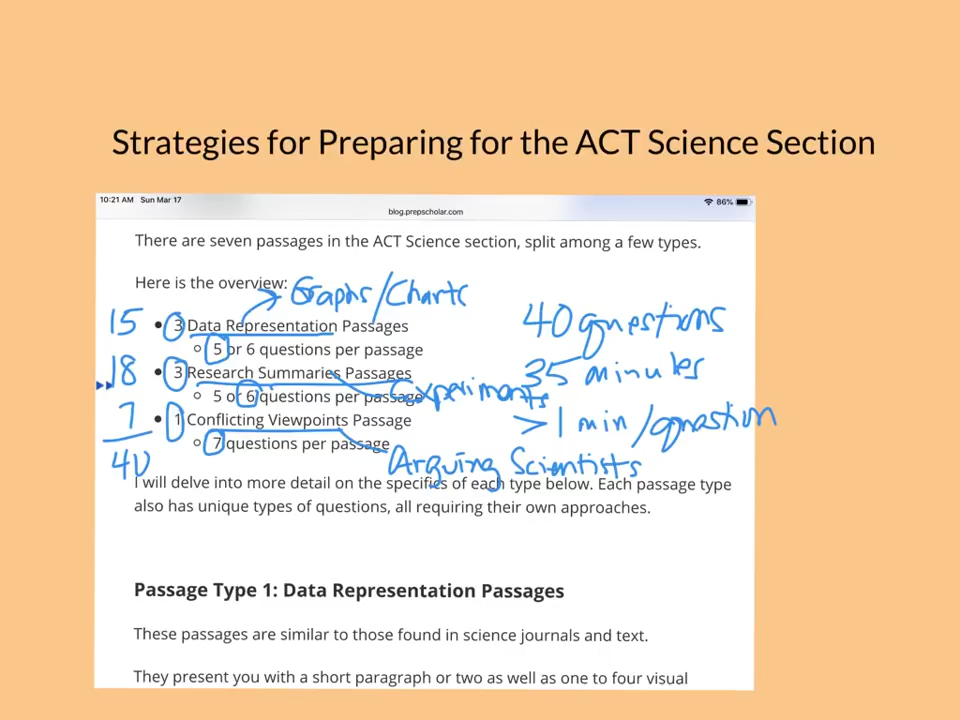 Strategies for Preparing for the ACT Science Section
10:21 AM Sun Mar 17
86%
blog.prepscholar.com
There are seven passages in the ACT Science section, split among a few types.
Here is the overview:
Graphs/Charts
15 • 3 Data Representation Passages
40 questions
5 or 6 questions per passage
18 • 3 Research Summaries Passages
35 minutes
5 or 6 questions per passage
Experiments
7 • 1 Conflicting Viewpoints Passage
> 1 min/question
7 questions per passage
40
Arguing Scientists
I will delve into more detail on the specifics of each type below. Each passage type
also has unique types of questions, all requiring their own approaches.
Passage Type 1: Data Representation Passages
These passages are similar to those found in science journals and text.
They present you with a short paragraph or two as well as one to four visual